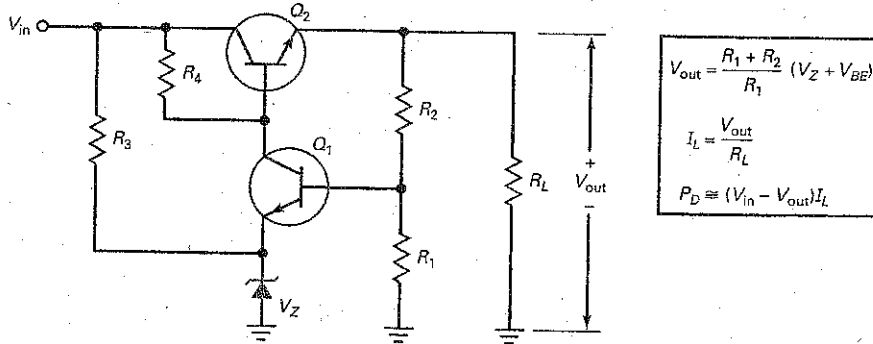 V_in
Q_2
R_4
R_2
R_3
Q_1
R_L
+
V_out
−
R_1
V_Z
V_out = (R_1 + R_2)/R_1 (V_Z + V_BE)
I_L = V_out/R_L
P_D ≅ (V_in − V_out)I_L